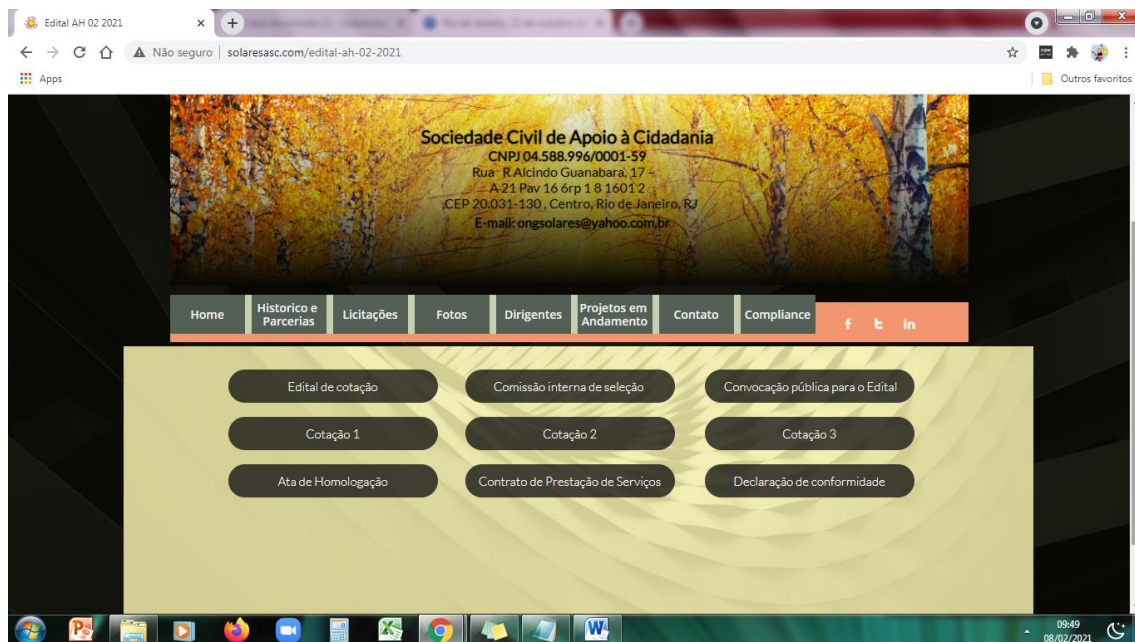 Edital AH 02 2021
Não seguro
solaresasc.com/edital-ah-02-2021
Apps
Outros favoritos
Sociedade Civil de Apoio à Cidadania
CNPJ 04.588.996/0001-59
Rua R Alcindo Guanabara, 17 -
A-21 Pav 16 6rp 1 8 1601 2
CEP 20.031-130 , Centro, Rio de Janeiro, RJ
E-mail: ongsolares@yahoo.com.br
Home
Historico e
Parcerias
Licitações
Fotos
Dirigentes
Projetos em
Andamento
Contato
Compliance
Edital de cotação
Comissão interna de seleção
Convocação pública para o Edital
Cotação 1
Cotação 2
Cotação 3
Ata de Homologação
Contrato de Prestação de Serviços
Declaração de conformidade
09:49
08/02/2021